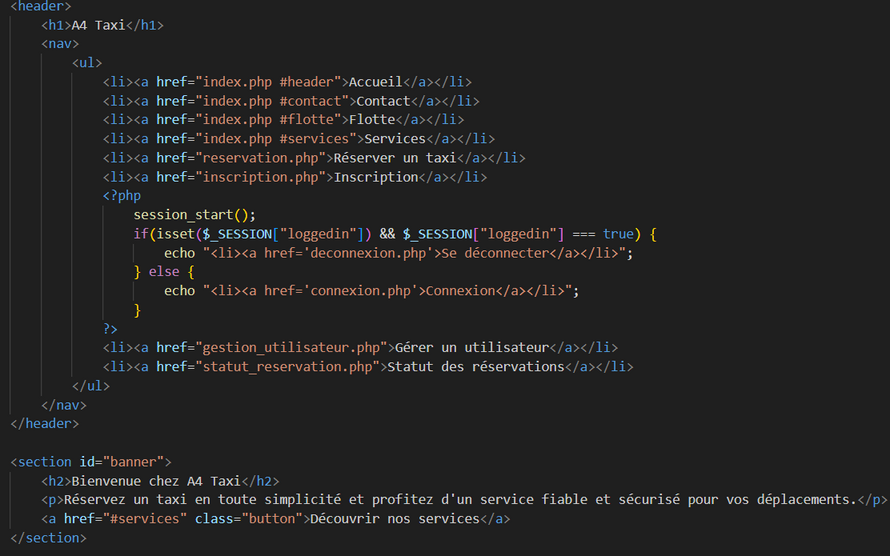 <header>
<h1>A4 Taxi</h1>
<nav>
<ul>
<li><a href="index.php #header">Accueil</a></li>
<li><a href="index.php #contact">Contact</a></li>
<li><a href="index.php #flotte">Flotte</a></li>
<li><a href="index.php #services">Services</a></li>
<li><a href="reservation.php">Réserver un taxi</a></li>
<li><a href="inscription.php">Inscription</a></li>
<?php
session_start();
if(isset($_SESSION["loggedin"]) && $_SESSION["loggedin"] === true) {
echo "<li><a href='deconnexion.php'>Se déconnecter</a></li>";
} else {
echo "<li><a href='connexion.php'>Connexion</a></li>";
}
?>
<li><a href="gestion_utilisateur.php">Gérer un utilisateur</a></li>
<li><a href="statut_reservation.php">Statut des réservations</a></li>
</ul>
</nav>
</header>
<section id="banner">
<h2>Bienvenue chez A4 Taxi</h2>
<p>Réservez un taxi en toute simplicité et profitez d'un service fiable et sécurisé pour vos déplacements.</p>
<a href="#services" class="button">Découvrir nos services</a>
</section>